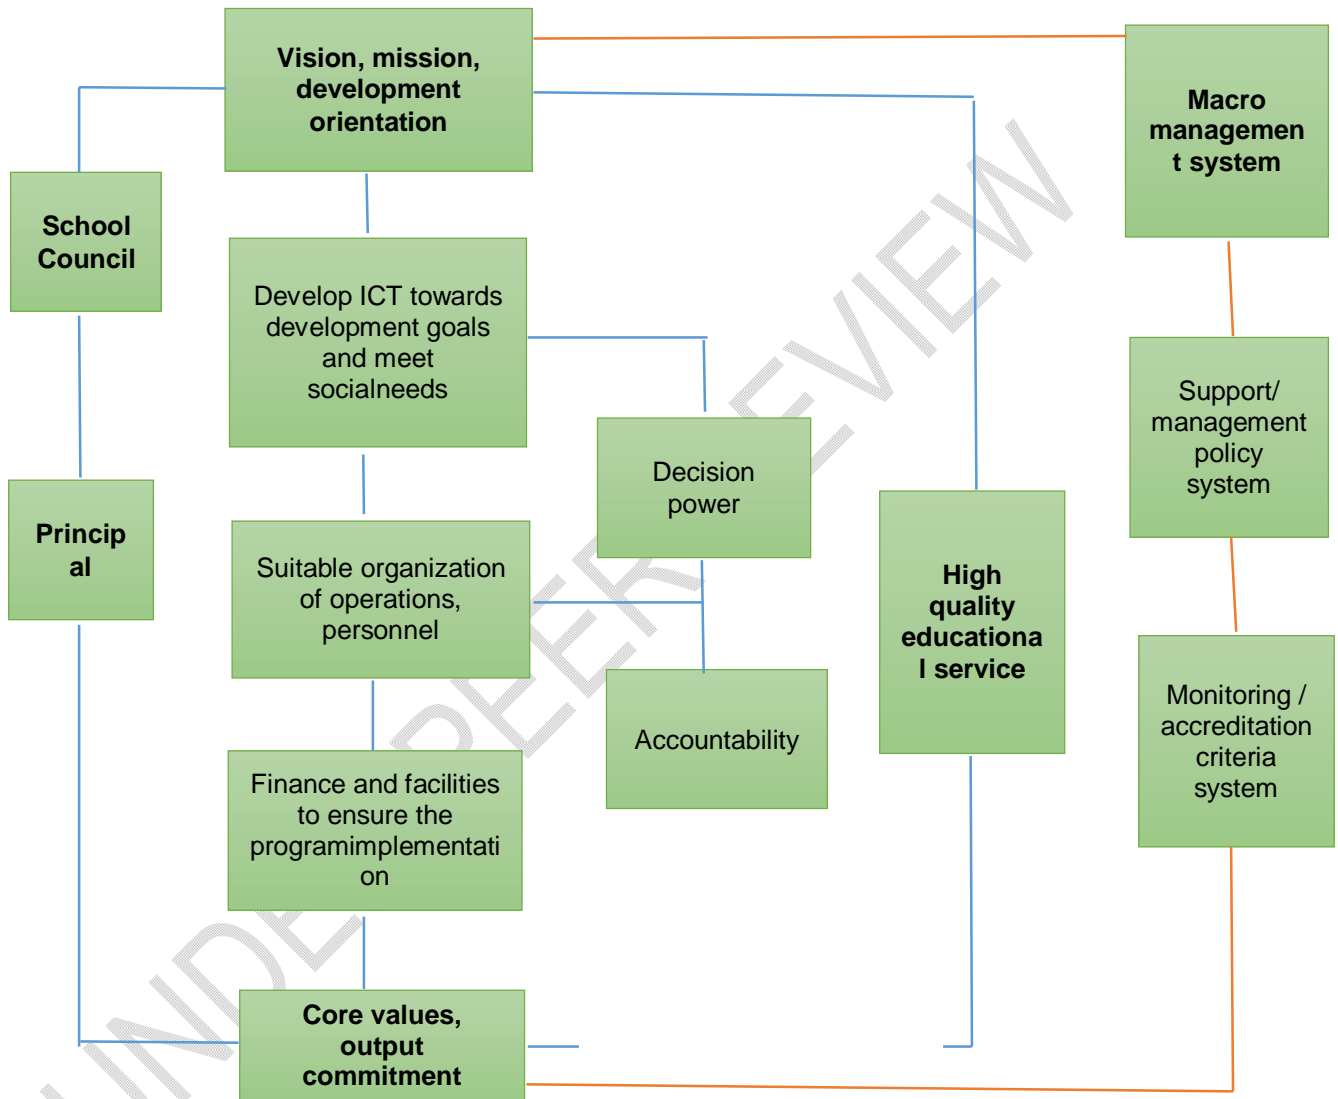 Vision, mission,
development
orientation
Macro
managemen
t system
School
Council
Develop ICT towards
development goals
and meet
socialneeds
Support/
management
policy
system
Decision
power
Princip
al
Suitable organization
of operations,
personnel
High
quality
educationa
l service
Accountability
Monitoring /
accreditation
criteria
system
Finance and facilities
to ensure the
programimplementati
on
Core values,
output
commitment
UNDER PEER REVIEW